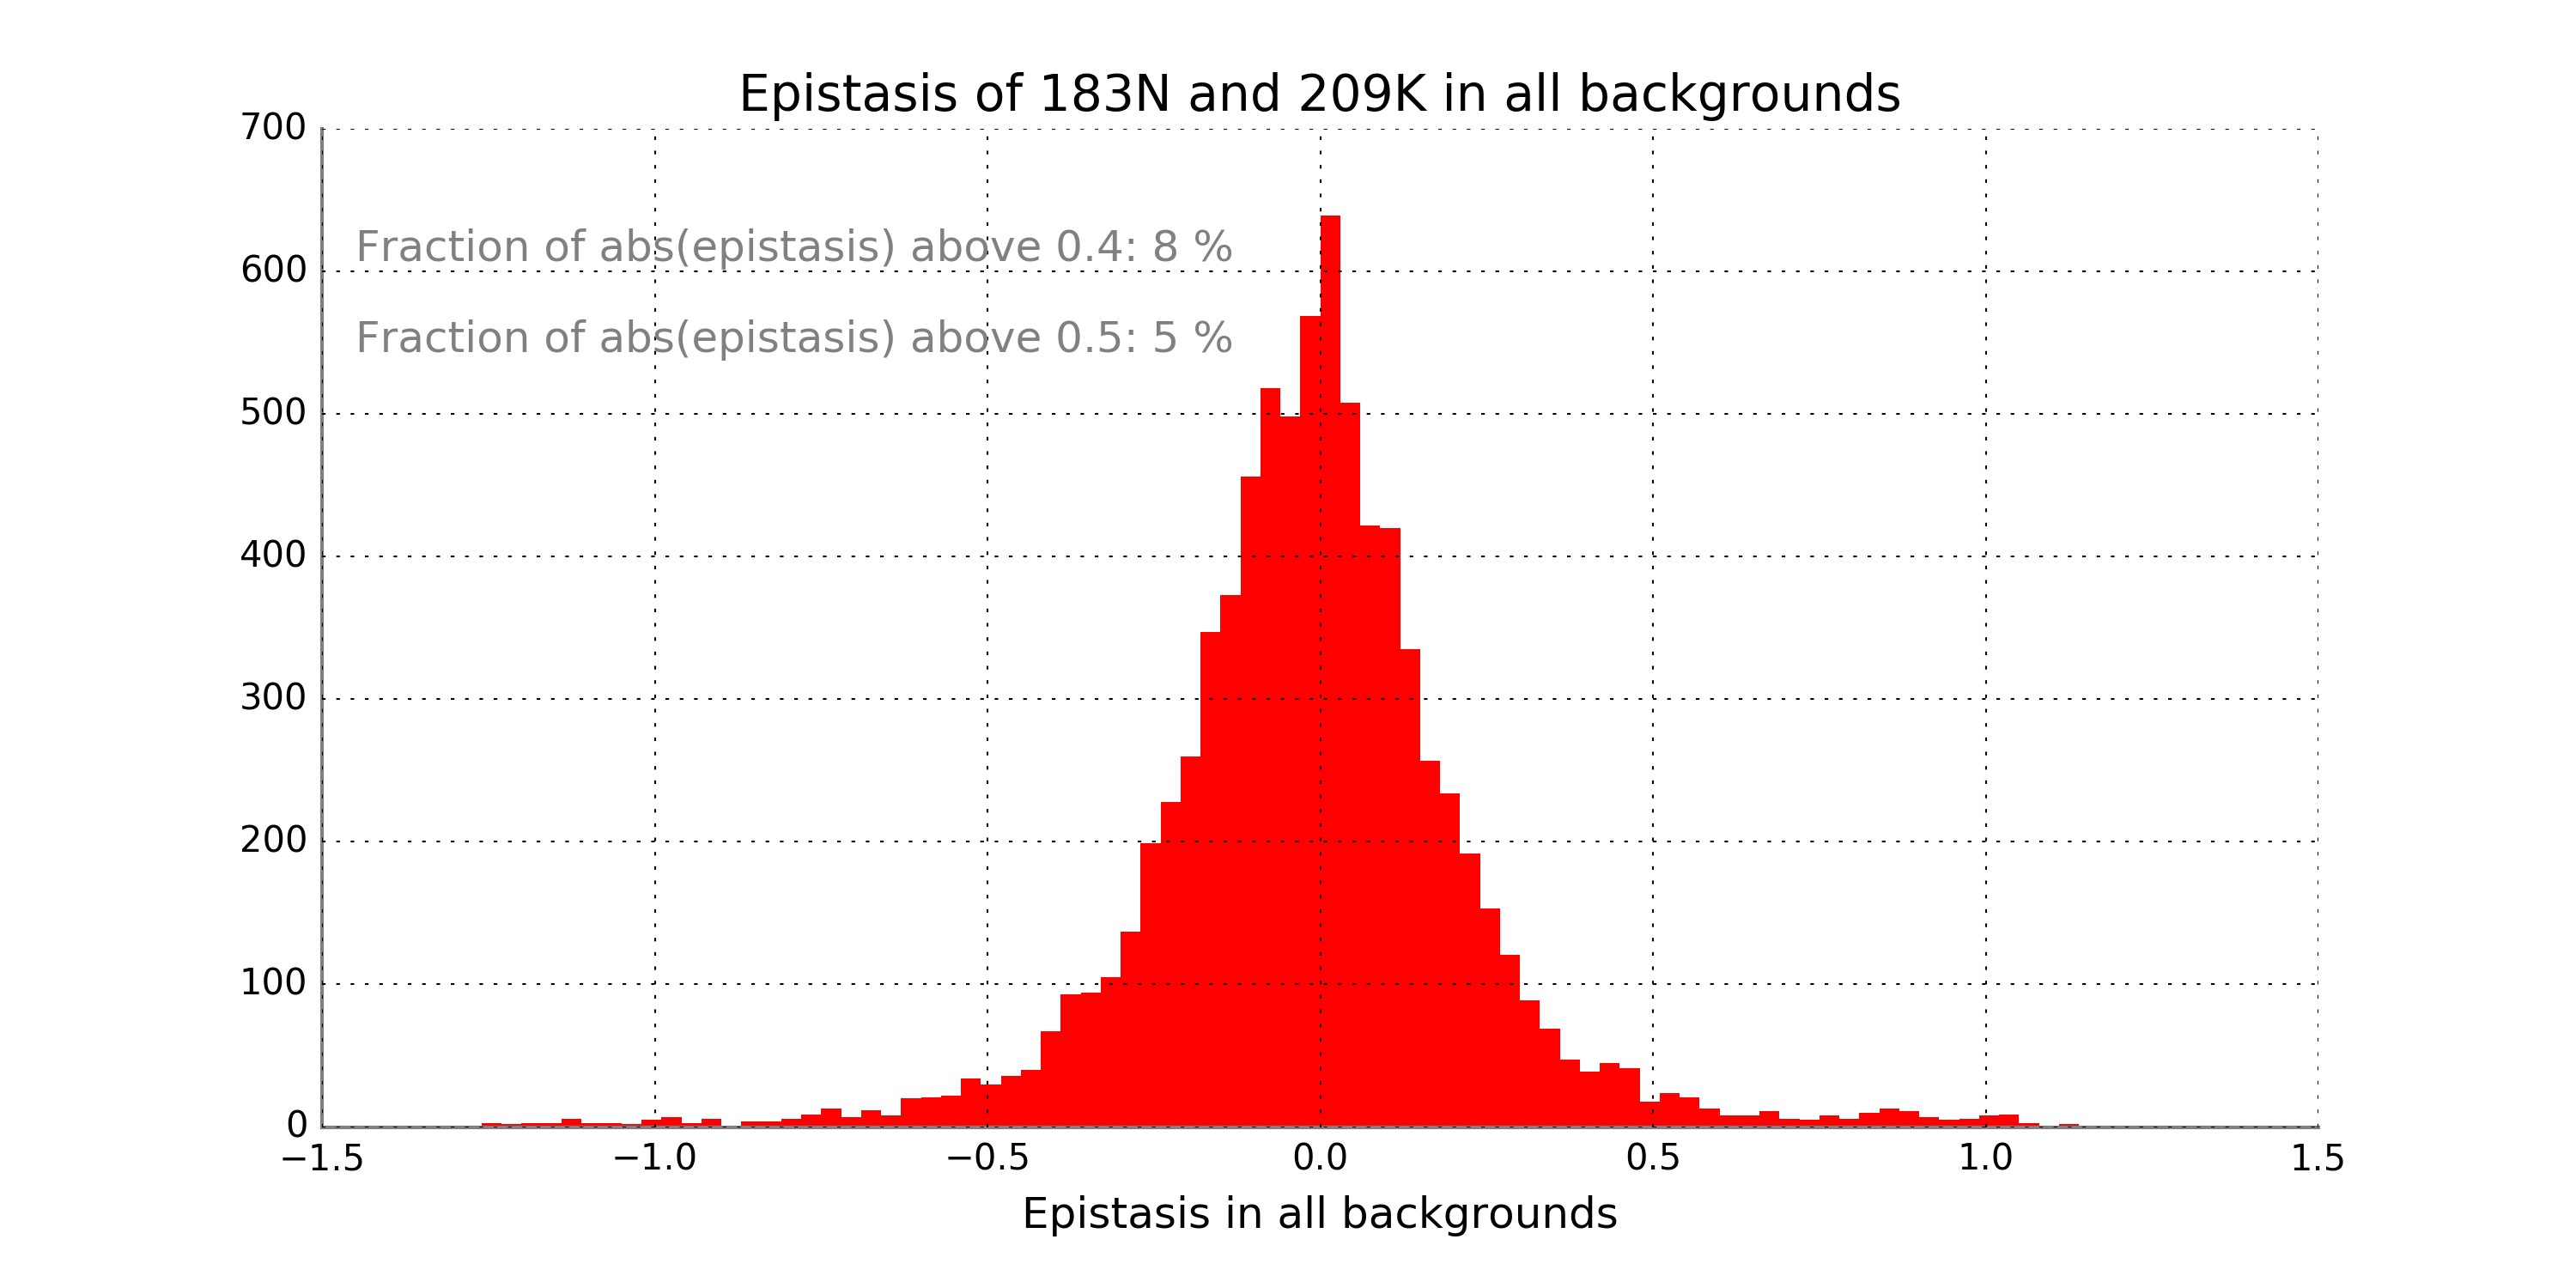 Epistasis of 183N and 209K in all backgrounds
700
600
500
400
300
200
100
0
Fraction of abs(epistasis) above 0.4: 8 %
Fraction of abs(epistasis) above 0.5: 5 %
−1.5 −1.0 −0.5 0.0 0.5 1.0 1.5
Epistasis in all backgrounds